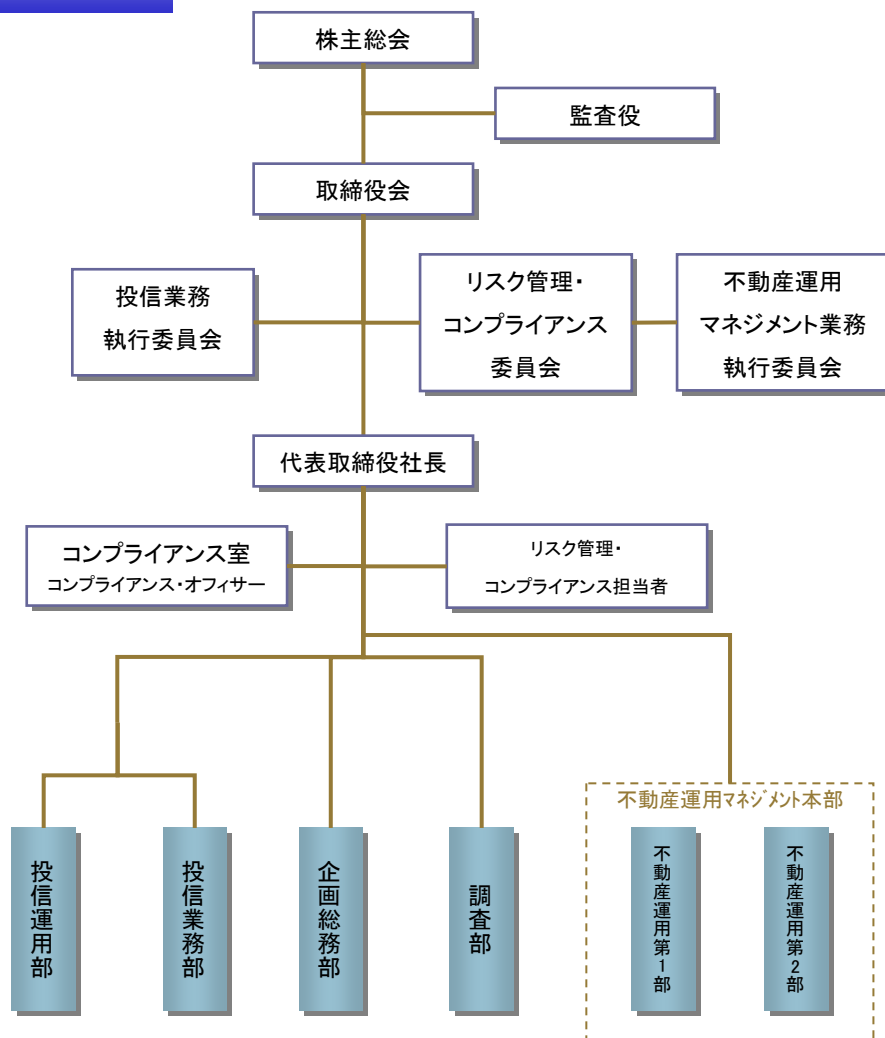 株主総会
監査役
取締役会
投信業務
執行委員会
リスク管理・
コンプライアンス
委員会
不動産運用
マネジメント業務
執行委員会
代表取締役社長
コンプライアンス室
コンプライアンス・オフィサー
リスク管理・
コンプライアンス担当者
不動産運用マネジメント本部
投信運用部
投信業務部
企画総務部
調査部
不動産運用第1部
不動産運用第2部